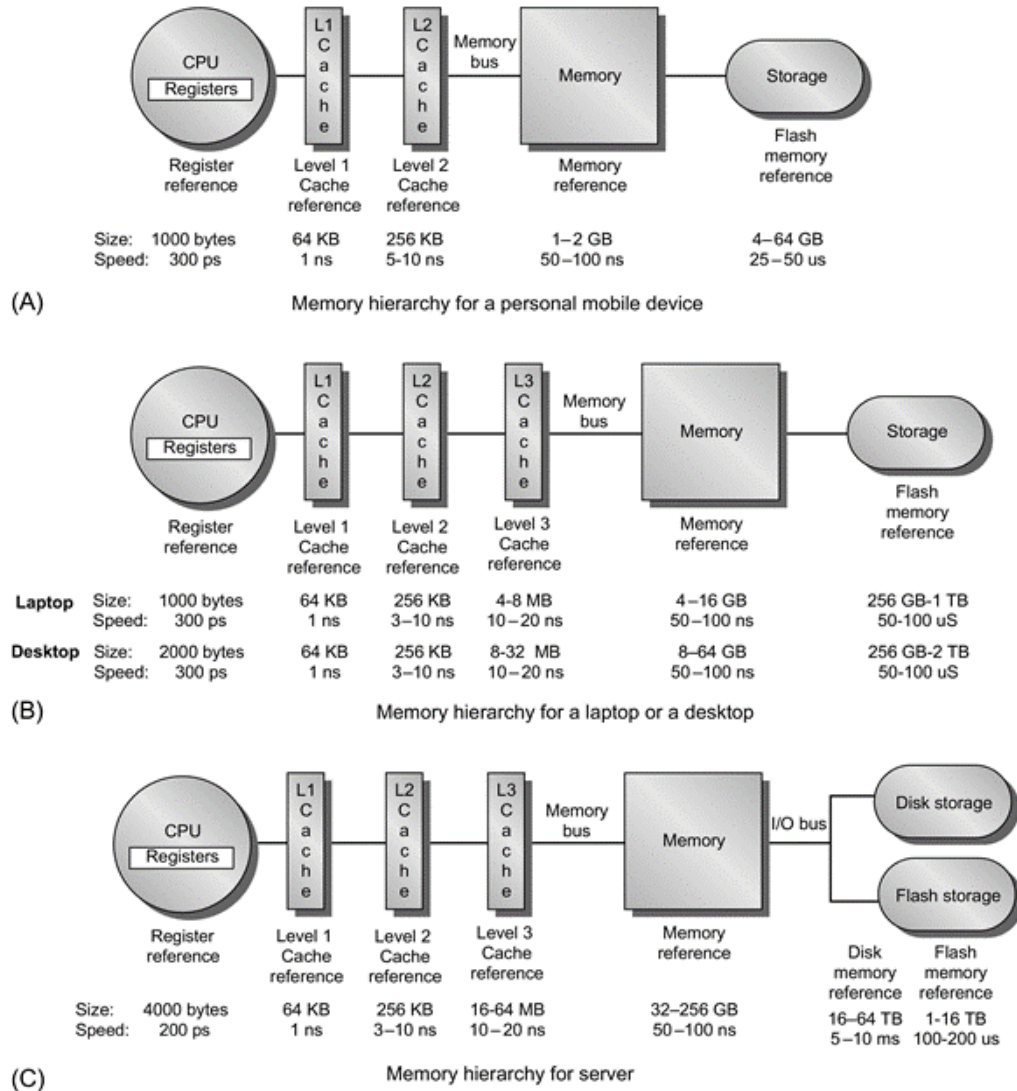 CPU
Registers
L1
C
a
c
h
e
L2
C
a
c
h
e
Memory
bus
Memory
Storage
Register
reference
Level 1
Cache
reference
Level 2
Cache
reference
Memory
reference
Flash
memory
reference
Size: 1000 bytes 64 KB 256 KB 1–2 GB 4–64 GB
Speed: 300 ps 1 ns 5-10 ns 50–100 ns 25–50 us
(A) Memory hierarchy for a personal mobile device
CPU
Registers
L1
C
a
c
h
e
L2
C
a
c
h
e
L3
C
a
c
h
e
Memory
bus
Memory
Storage
Register
reference
Level 1
Cache
reference
Level 2
Cache
reference
Level 3
Cache
reference
Memory
reference
Flash
memory
reference
Laptop Size: 1000 bytes 64 KB 256 KB 4-8 MB 4–16 GB 256 GB-1 TB
Speed: 300 ps 1 ns 3–10 ns 10–20 ns 50–100 ns 50-100 uS
Desktop Size: 2000 bytes 64 KB 256 KB 8-32 MB 8–64 GB 256 GB-2 TB
Speed: 300 ps 1 ns 3–10 ns 10–20 ns 50–100 ns 50-100 uS
(B) Memory hierarchy for a laptop or a desktop
CPU
Registers
L1
C
a
c
h
e
L2
C
a
c
h
e
L3
C
a
c
h
e
Memory
bus
Memory
I/O bus
Disk storage
Flash storage
Register
reference
Level 1
Cache
reference
Level 2
Cache
reference
Level 3
Cache
reference
Memory
reference
Disk
memory
reference
Flash
memory
reference
Size: 4000 bytes 64 KB 256 KB 16-64 MB 32–256 GB 16–64 TB 1-16 TB
Speed: 200 ps 1 ns 3–10 ns 10–20 ns 50–100 ns 5–10 ms 100-200 us
(C) Memory hierarchy for server